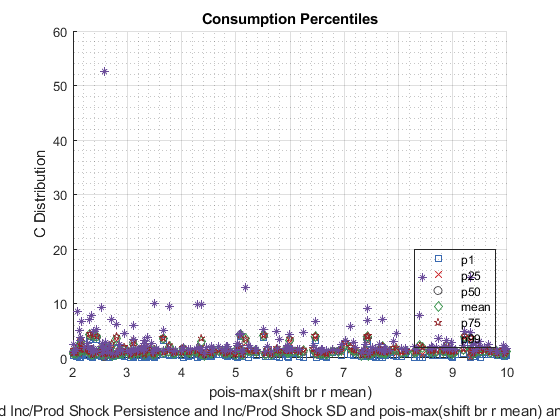 Consumption Percentiles
60
50
40
30
20
10
0
C Distribution
p1
p25
p50
mean
p75
p99
2 3 4 5 6 7 8 9 10
pois-max(shift br r mean)
d Inc/Prod Shock Persistence and Inc/Prod Shock SD and pois-max(shift br r mean) an